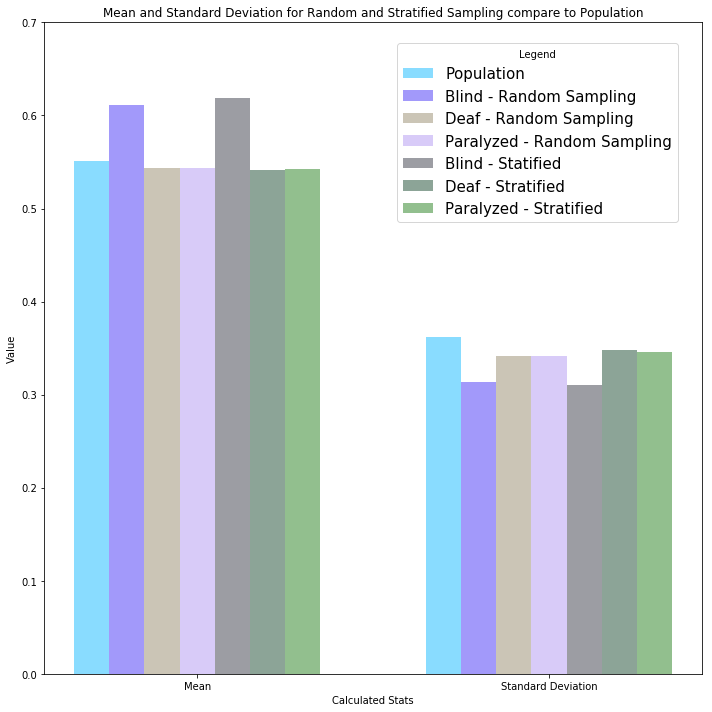 Mean and Standard Deviation for Random and Stratified Sampling compare to Population
0.7
0.6
0.5
0.4
0.3
0.2
0.1
0.0
Value
Legend
Population
Blind - Random Sampling
Deaf - Random Sampling
Paralyzed - Random Sampling
Blind - Statified
Deaf - Stratified
Paralyzed - Stratified
Mean
Standard Deviation
Calculated Stats